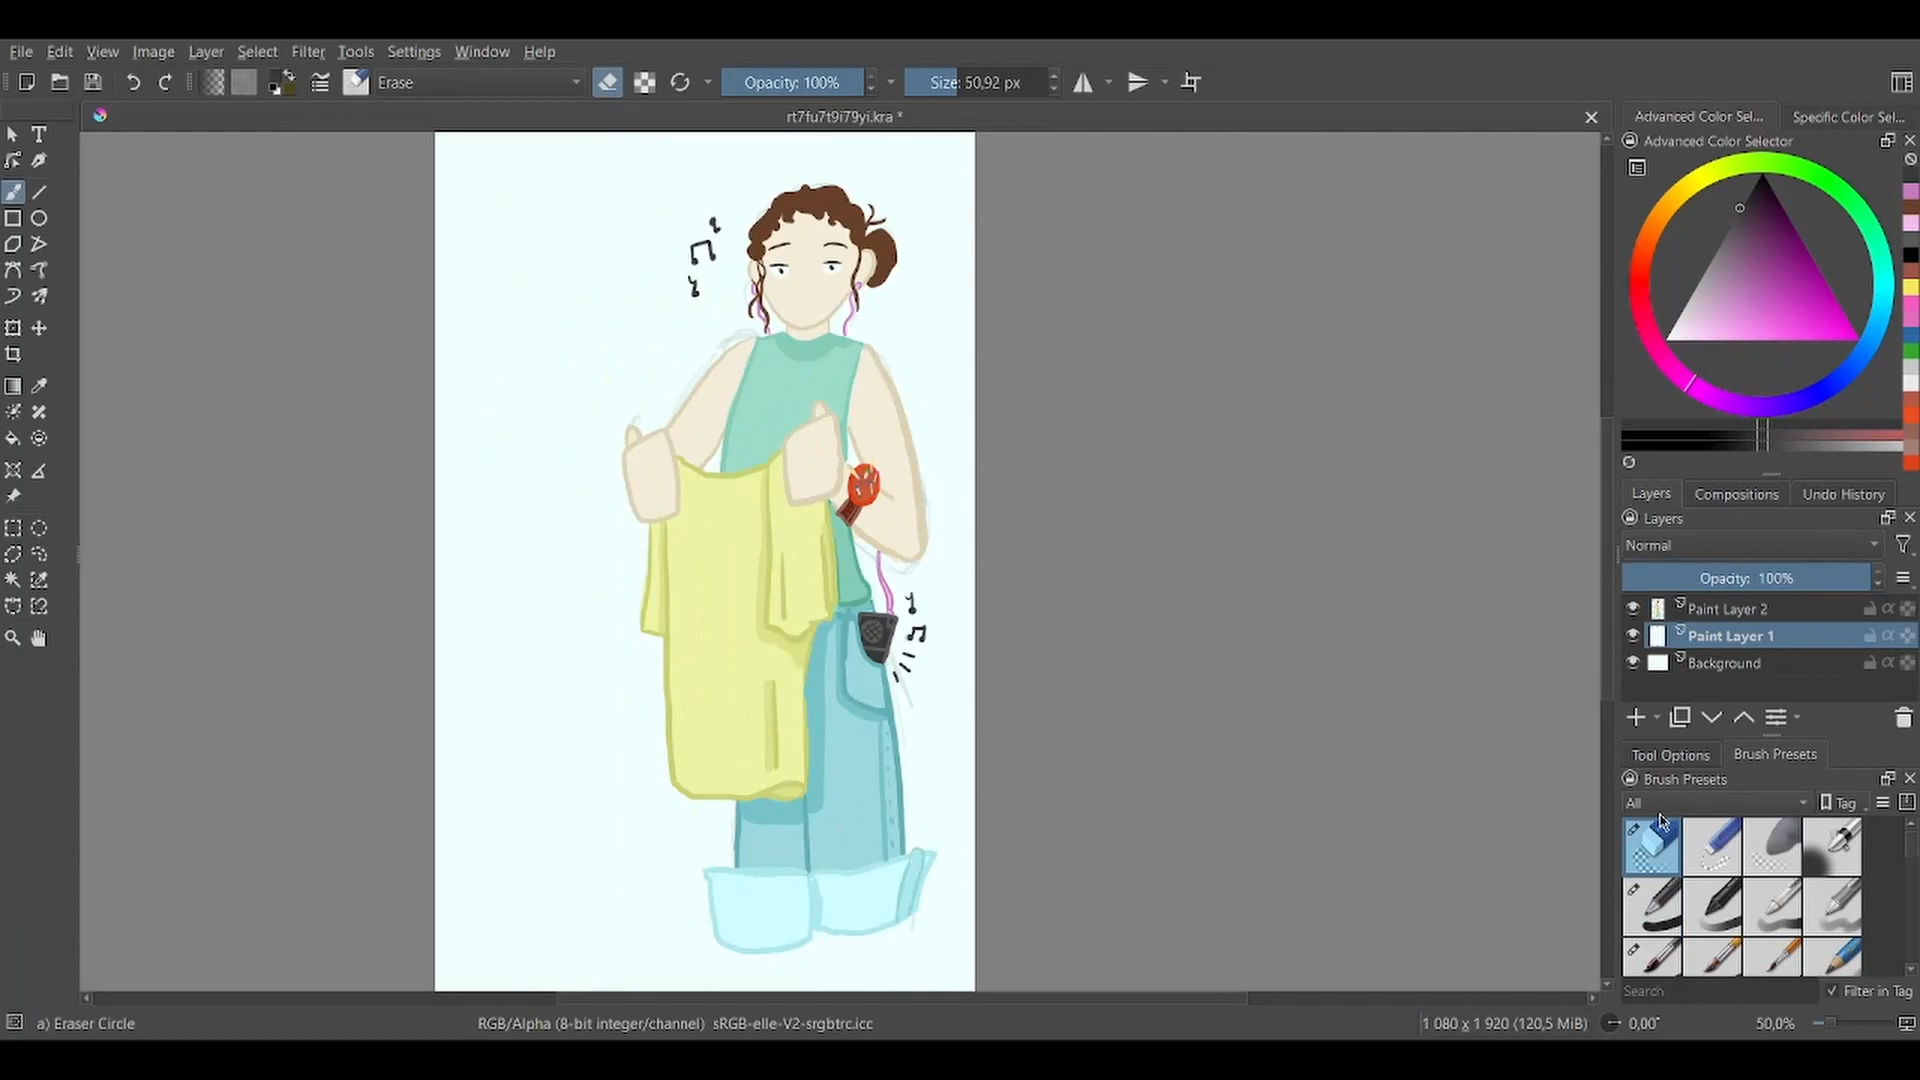 File Edit View Image Layer Select Filter Tools Settings Window Help
Erase Opacity: 100% Size: 50,92 px
rt7fu7t9i79yi.kra *
Advanced Color Sel... Specific Color Sel...
Advanced Color Selector
Layers Compositions Undo History
Layers
Normal
Opacity: 100%
Paint Layer 2
Paint Layer 1
Background
Tool Options Brush Presets
Brush Presets
All Tag
Search Filter in Tag
a) Eraser Circle RGB/Alpha (8-bit integer/channel) sRGB-elle-V2-srgbtrc.icc 1 080 x 1 920 (120,5 MiB) 0,00° 50,0%